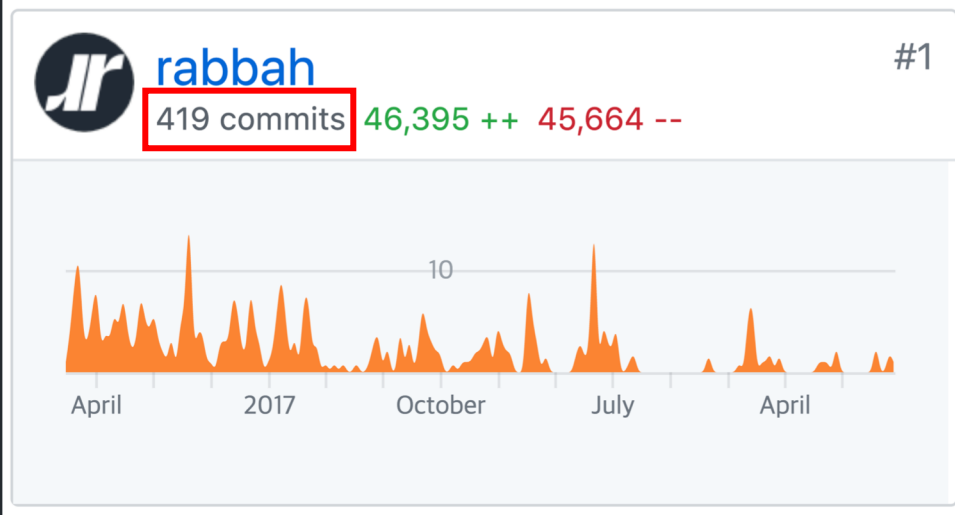 rabbah
#1
419 commits 46,395 ++ 45,664 --
10
April 2017 October July April